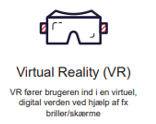 Virtual Reality (VR)
VR fører brugeren ind i en virtuel,
digital verden ved hjælp af fx
briller/skærme